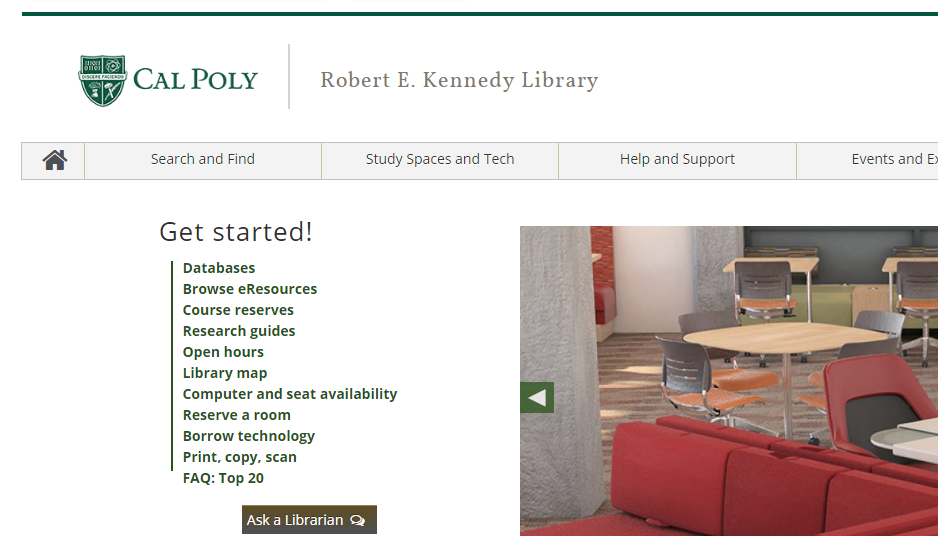 DISCERE FACIENDO
CAL POLY
Robert E. Kennedy Library
Search and Find
Study Spaces and Tech
Help and Support
Events and Ex
Get started!
Databases
Browse eResources
Course reserves
Research guides
Open hours
Library map
Computer and seat availability
Reserve a room
Borrow technology
Print, copy, scan
FAQ: Top 20
Ask a Librarian